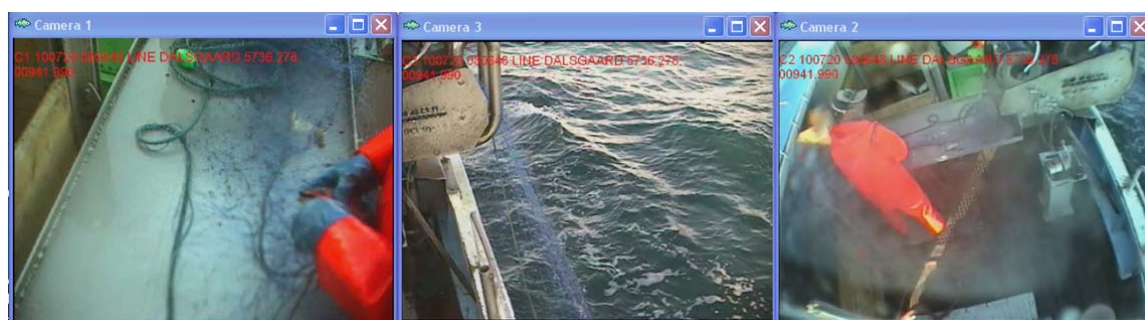 Camera 1
C1 100720 080646 LINE DALSGAARD 5736.278
00941.990
Camera 3
C1 100720 080646 LINE DALSGAARD 5736.278
00941.990
Camera 2
C2 100720 080646 LINE DALSGAARD 5736.278
00941.990